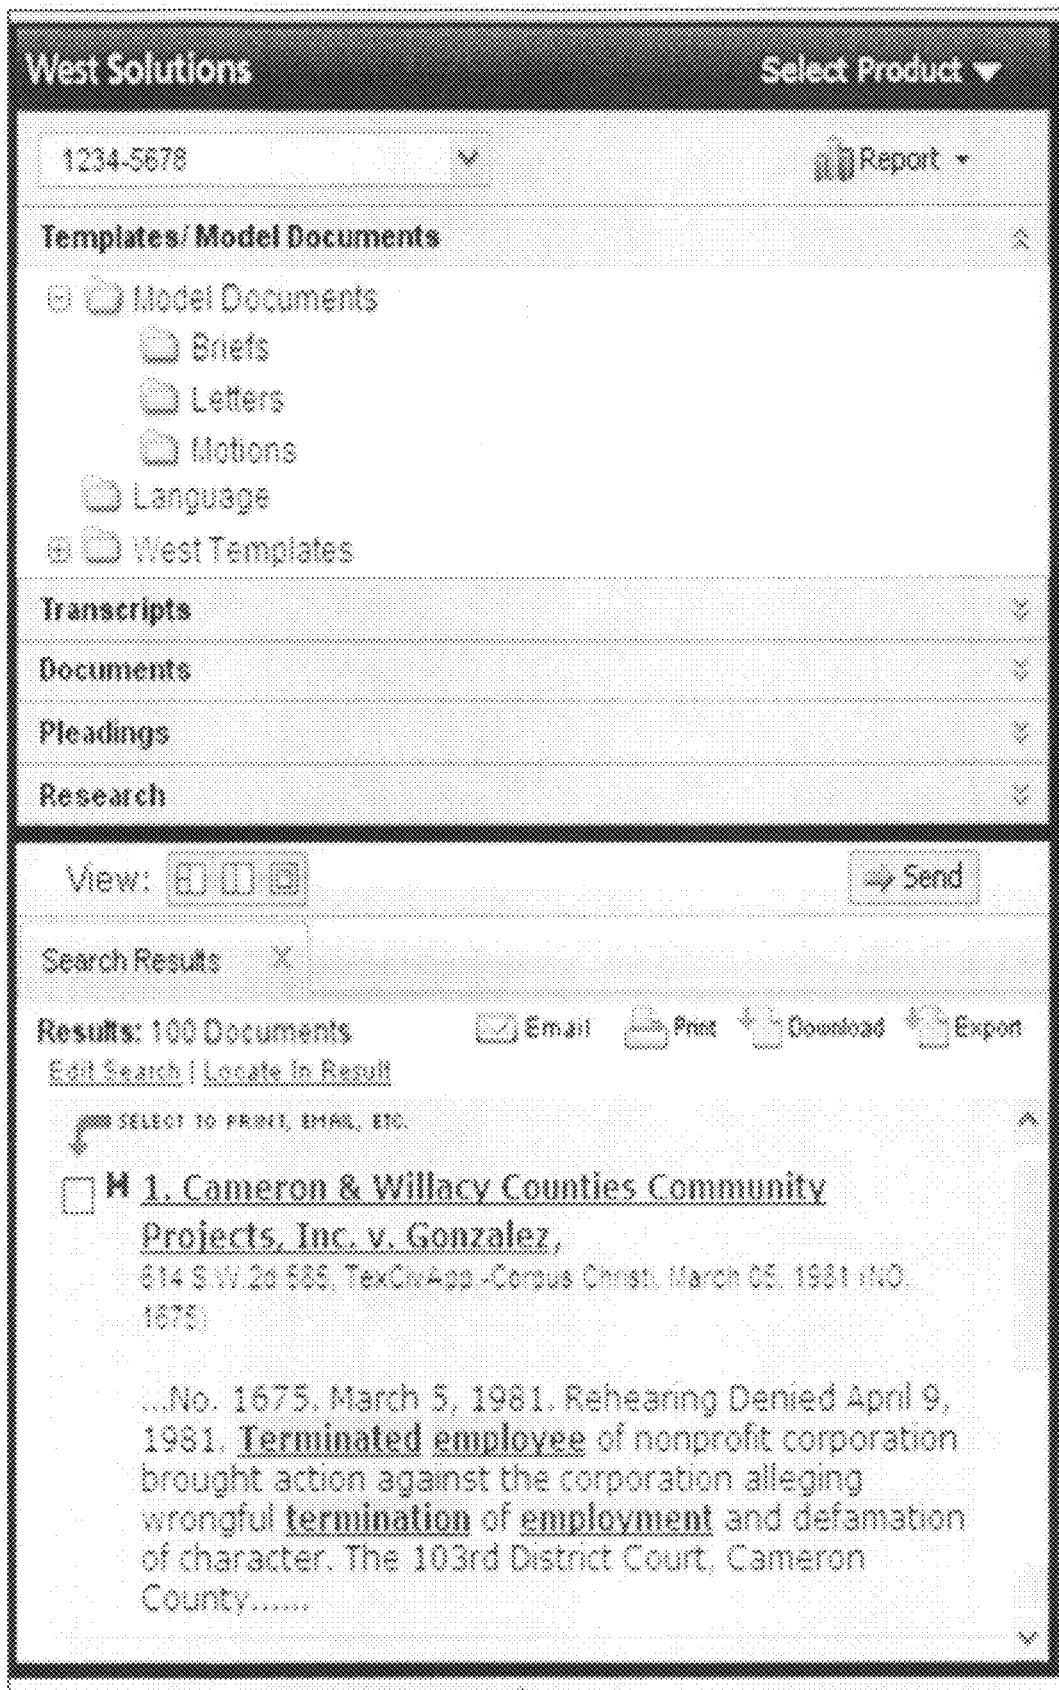 West Solutions Select Product
1234-5678 Report
Templates/Model Documents
Model Documents
Briefs
Letters
Motions
Language
West Templates
Transcripts
Documents
Pleadings
Research
View: Send
Search Results X
Results: 100 Documents Email Print Download Export
Edit Search | Locate in Result
SELECT TO PRINT, EMAIL, ETC.
H 1. Cameron & Willacy Counties Community
Projects, Inc. v. Gonzalez,
614 S.W.2d 585, TexCivApp.-Corpus Christi, March 05, 1981 (NO.
1675)
...No. 1675. March 5, 1981. Rehearing Denied April 9,
1981. Terminated employee of nonprofit corporation
brought action against the corporation alleging
wrongful termination of employment and defamation
of character. The 103rd District Court, Cameron
County......